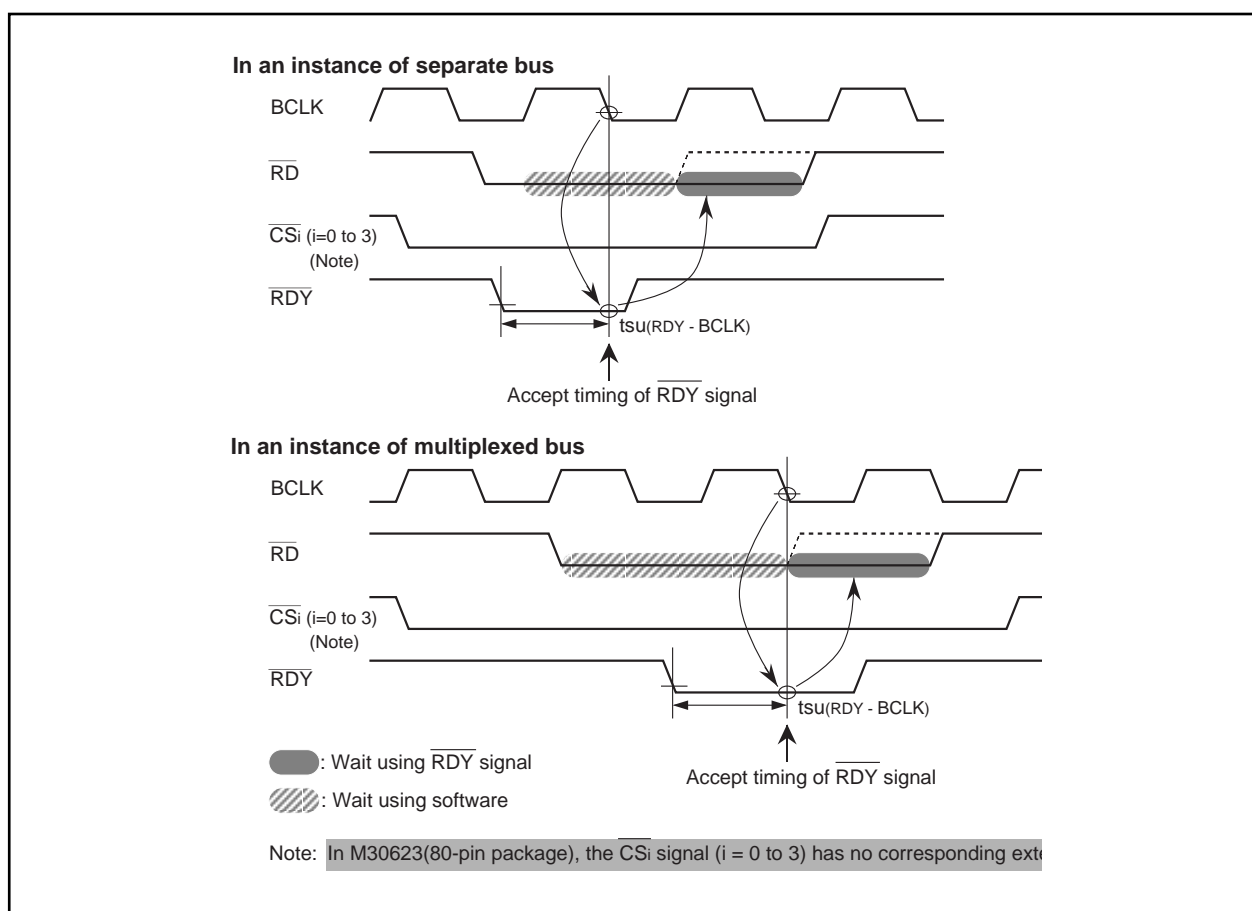 In an instance of separate bus
BCLK
RD
CSi (i=0 to 3)
(Note)
RDY
tsu(RDY - BCLK)
Accept timing of RDY signal
In an instance of multiplexed bus
BCLK
RD
CSi (i=0 to 3)
(Note)
RDY
tsu(RDY - BCLK)
Accept timing of RDY signal
: Wait using RDY signal
: Wait using software
Note: In M30623(80-pin package), the CSi signal (i = 0 to 3) has no corresponding